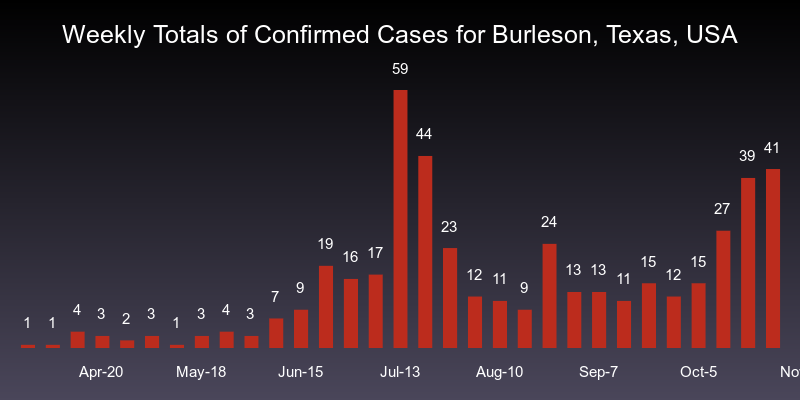 Weekly Totals of Confirmed Cases for Burleson, Texas, USA
1 1 4 3 2 3 1 3 4 3 7 9 19 16 17 59 44 23 12 11 9 24 13 13 11 15 12 15 27 39 41
Apr-20 May-18 Jun-15 Jul-13 Aug-10 Sep-7 Oct-5